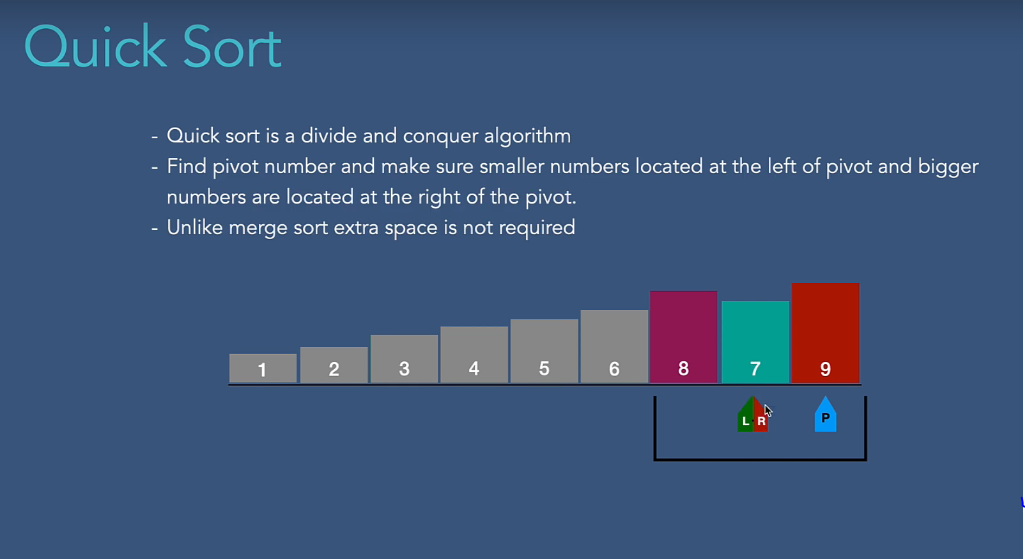 Quick Sort
- Quick sort is a divide and conquer algorithm
- Find pivot number and make sure smaller numbers located at the left of pivot and bigger
numbers are located at the right of the pivot.
- Unlike merge sort extra space is not required
1 2 3 4 5 6 8 7 9
L R P